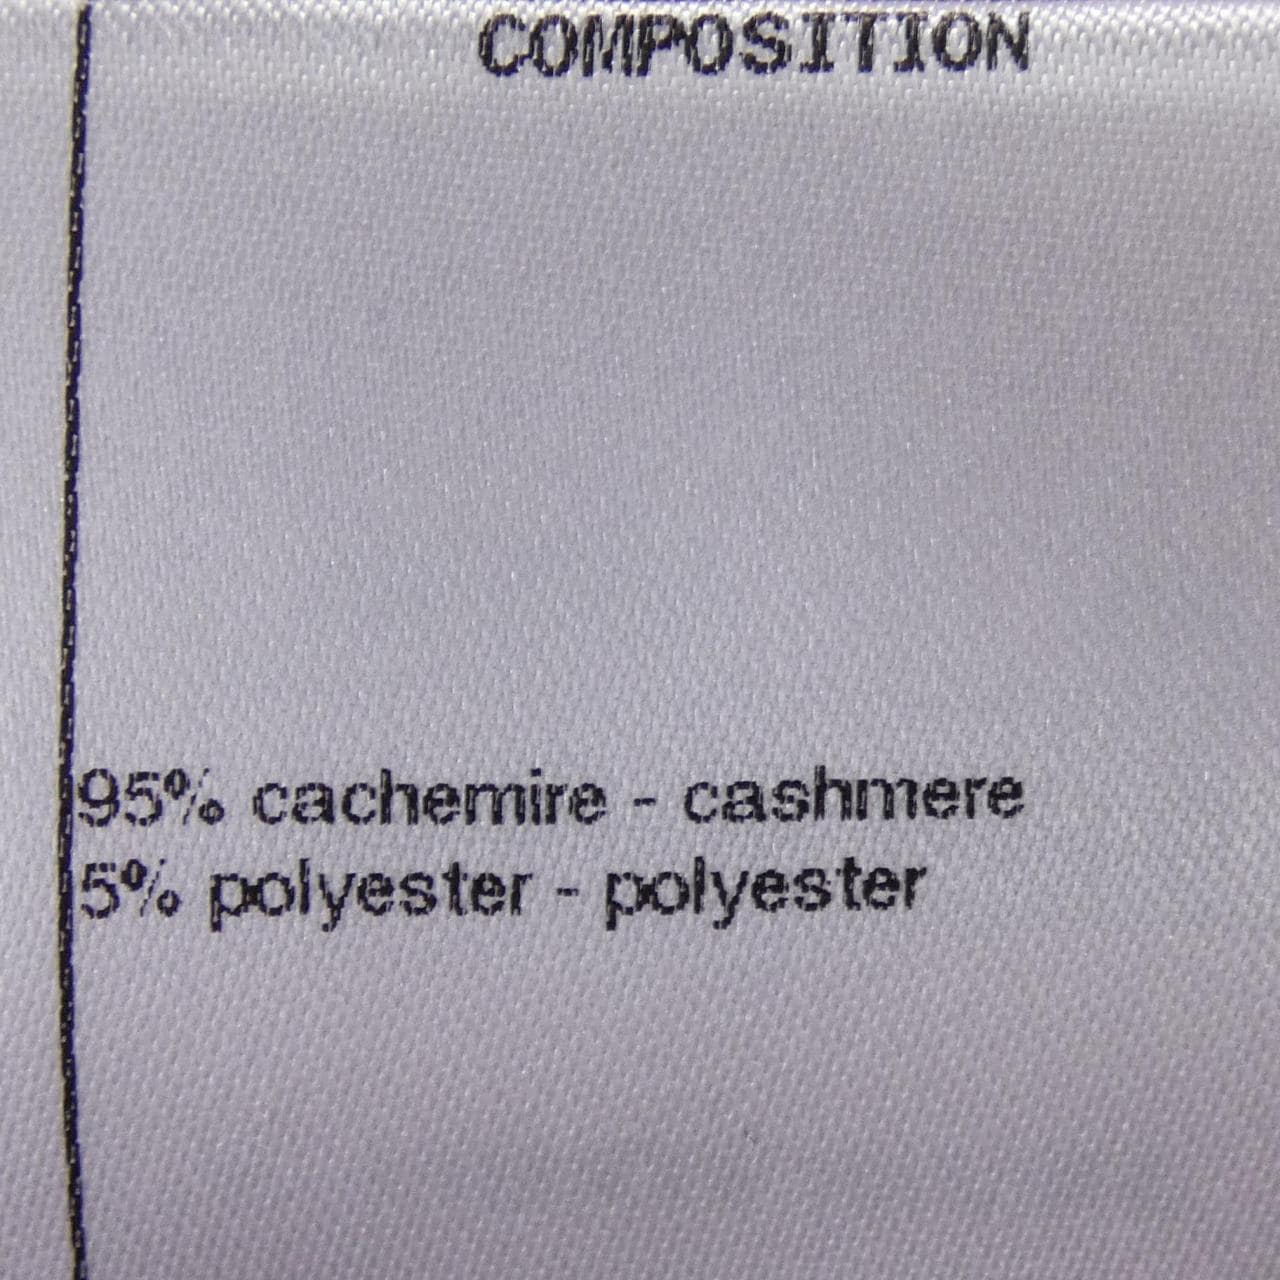 COMPOSITION
95% cachemire - cashmere
5% polyester - polyester